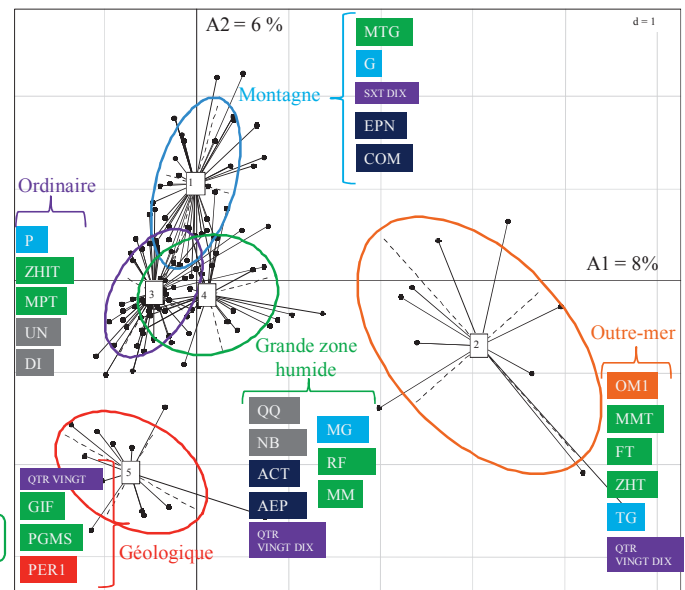 A2 = 6 %
d = 1
Montagne
MTG
G
SXT DIX
EPN
COM
Ordinaire
P
ZHIT
MPT
UN
DI
1
3
4
A1 = 8%
2
Outre-mer
OM1
MMT
FT
ZHT
TG
QTR
VINGT DIX
Grande zone
humide
QQ
NB
ACT
AEP
QTR
VINGT DIX
MG
RF
MM
5
QTR VINGT
GIF
PGMS
PER1
Géologique